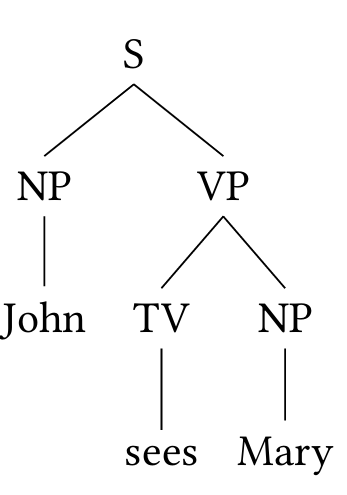 S
NP VP
John TV NP
sees Mary